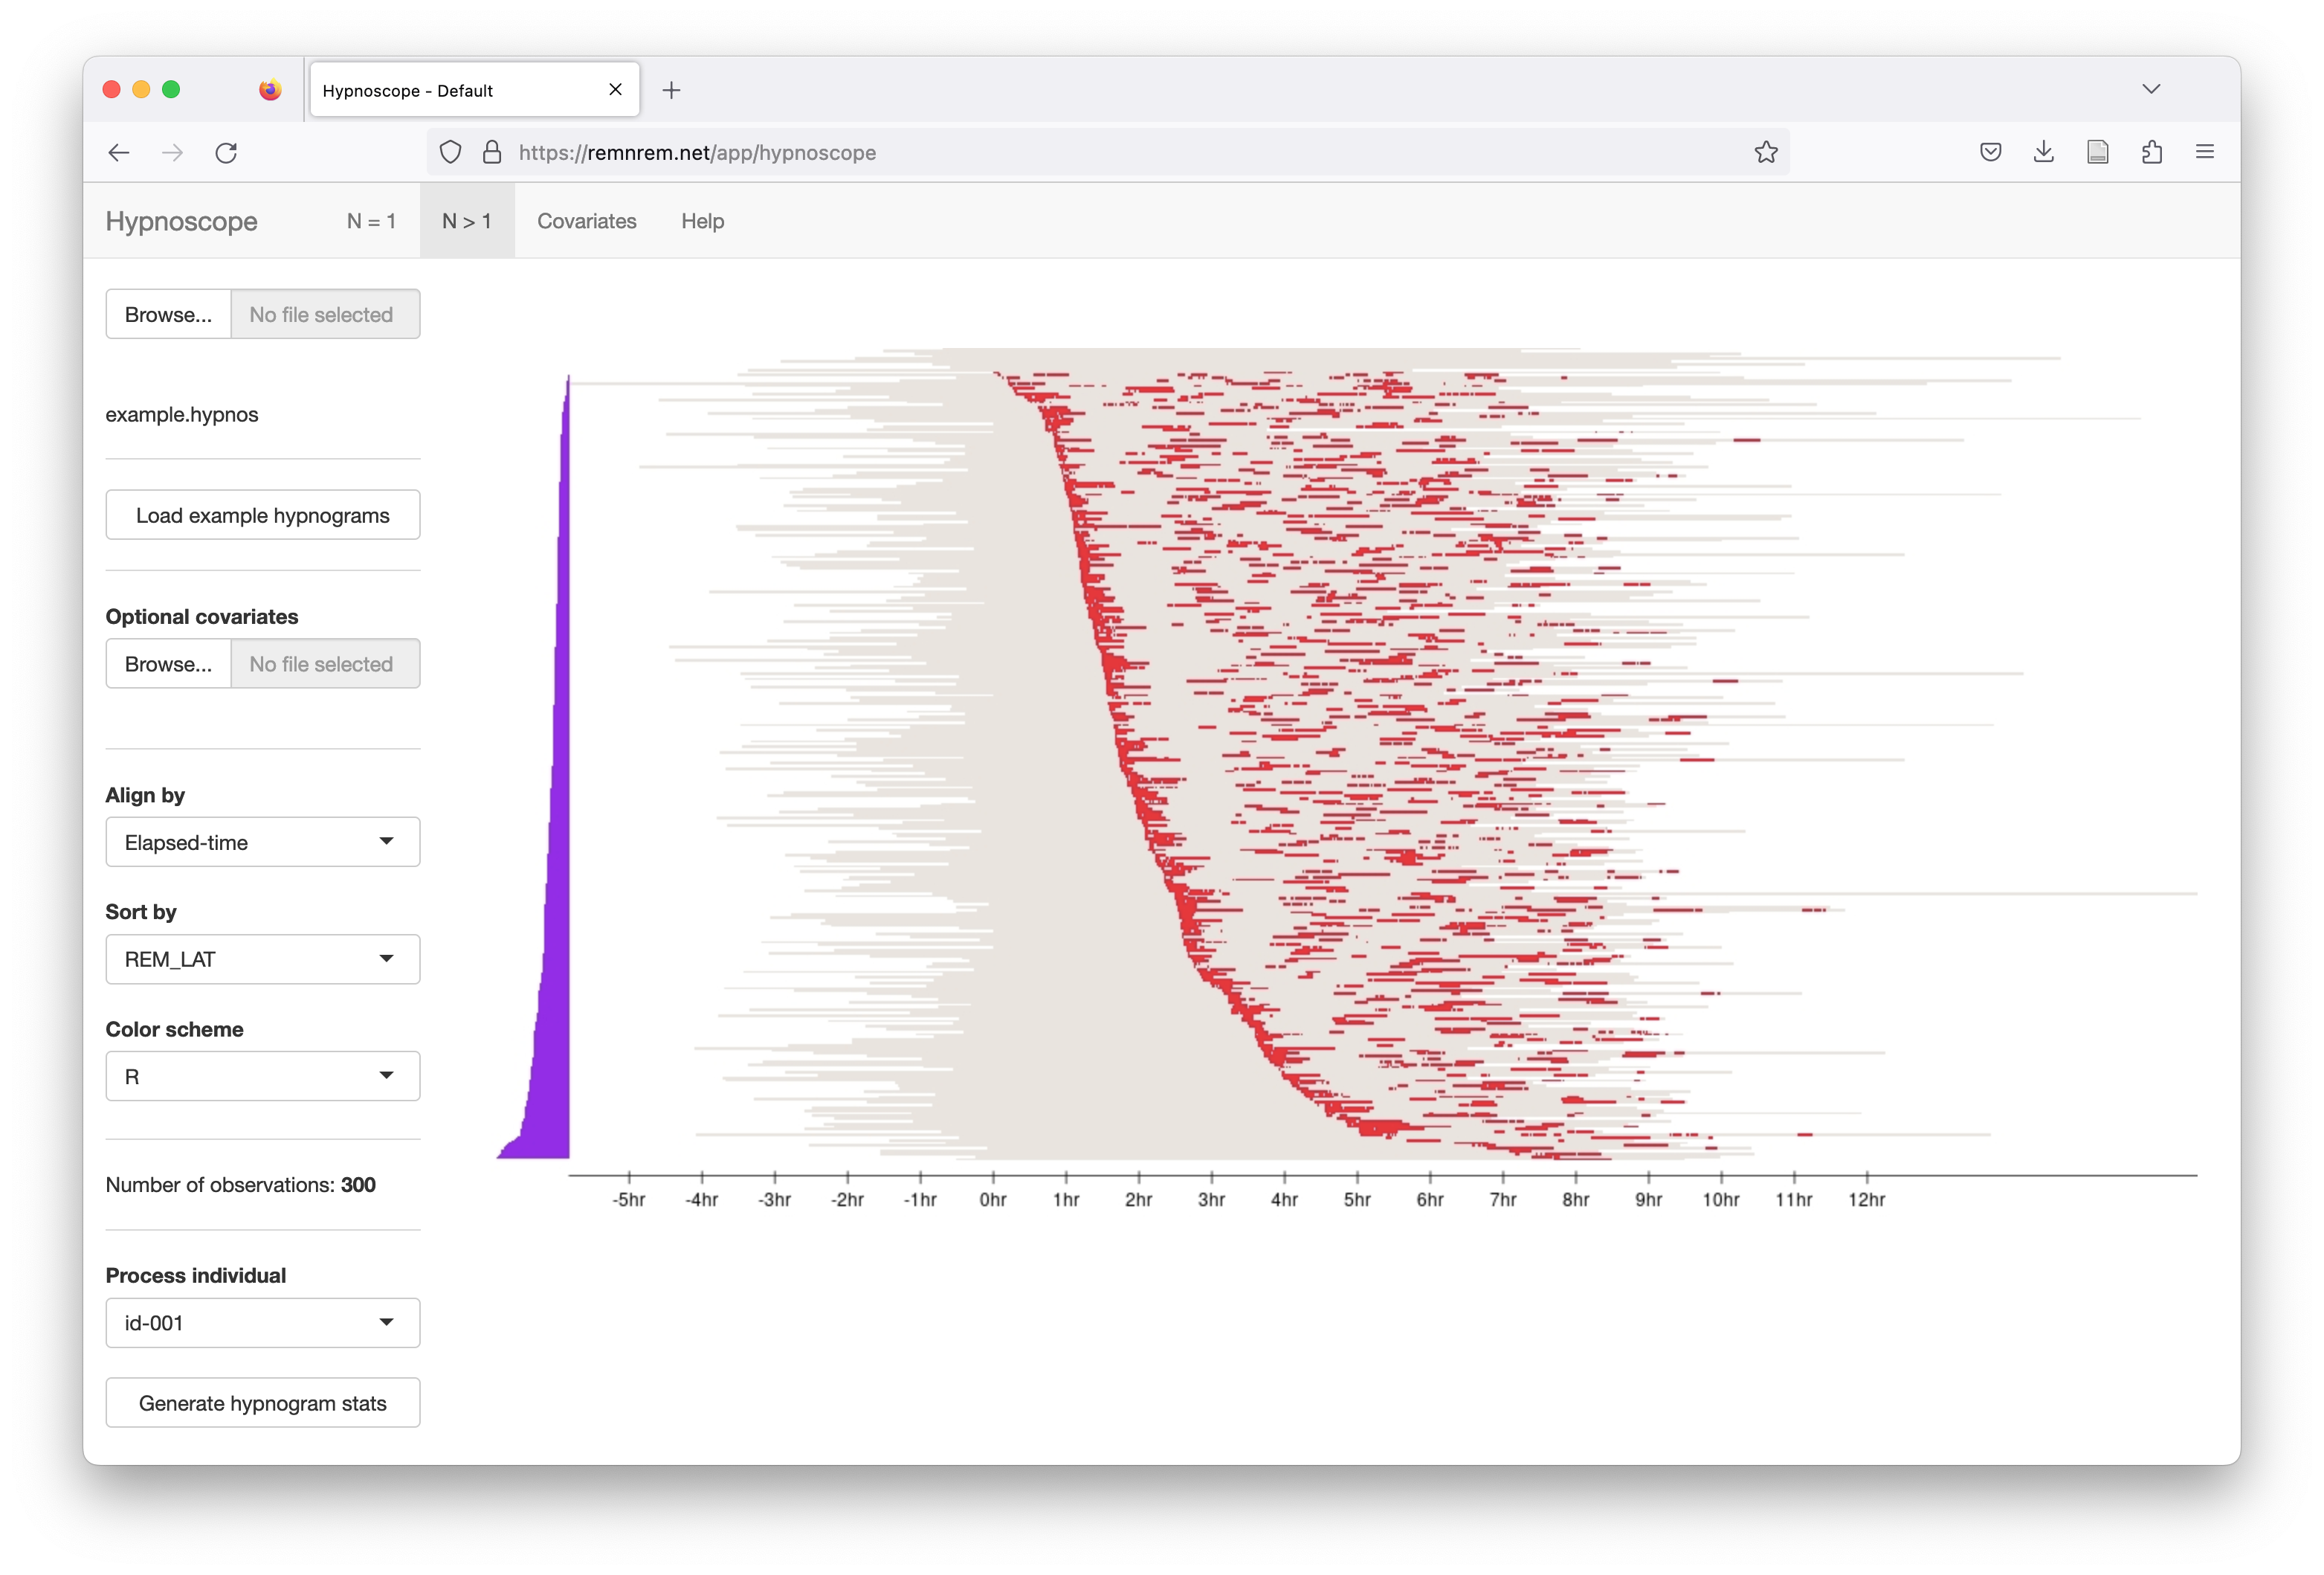 Hypnoscope - Default
https://remnrem.net/app/hypnoscope
Hypnoscope N = 1 N > 1 Covariates Help
Browse... No file selected
example.hypnos
Load example hypnograms
Optional covariates
Browse... No file selected
Align by
Elapsed-time
Sort by
REM_LAT
Color scheme
R
Number of observations: 300
Process individual
id-001
Generate hypnogram stats
-5hr -4hr -3hr -2hr -1hr 0hr 1hr 2hr 3hr 4hr 5hr 6hr 7hr 8hr 9hr 10hr 11hr 12hr